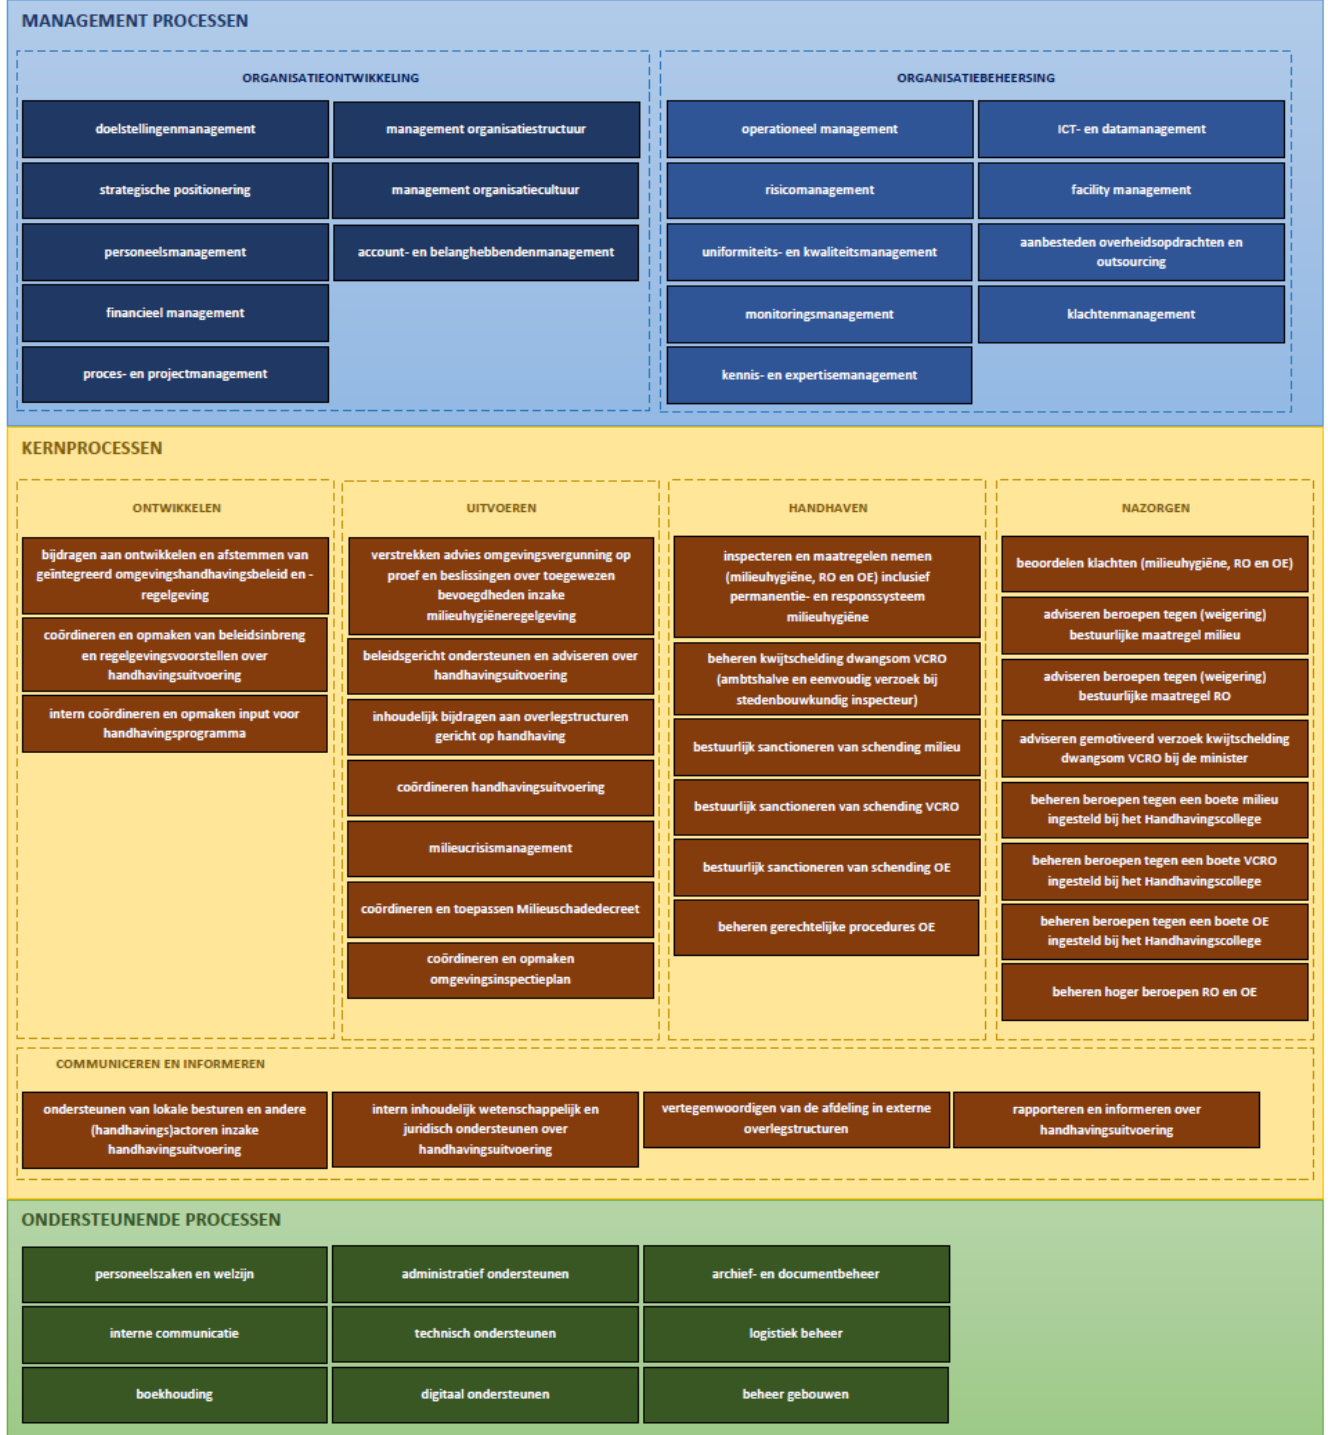 MANAGEMENT PROCESSEN
ORGANISATIEONTWIKKELING
doelstellingenmanagement
management organisatiestructuur
strategische positionering
management organisatiecultuur
personeelsmanagement
account- en belanghebbendenmanagement
financieel management
proces- en projectmanagement
ORGANISATIEBEHEERSING
operationeel management
ICT- en datamanagement
risicomanagement
facility management
uniformiteits- en kwaliteitsmanagement
aanbesteden overheidsopdrachten en
outsourcing
monitoringsmanagement
klachtenmanagement
kennis- en expertisemanagement
KERNPROCESSEN
ONTWIKKELEN
bijdragen aan ontwikkelen en afstemmen van
geïntegreerd omgevingshandhavingsbeleid en -
regelgeving
coördineren en opmaken van beleidsinbreng
en regelgevingsvoorstellen over
handhavingsuitvoering
intern coördineren en opmaken input voor
handhavingsprogramma
UITVOEREN
verstrekken advies omgevingsvergunning op
proef en beslissingen over toegewezen
bevoegdheden inzake
milieuhygiëneregelgeving
beleidsgericht ondersteunen en adviseren over
handhavingsuitvoering
inhoudelijk bijdragen aan overlegstructuren
gericht op handhaving
coördineren handhavingsuitvoering
milieucrisismanagement
coördineren en toepassen Milieuschadedecreet
coördineren en opmaken
omgevingsinspectieplan
HANDHAVEN
inspecteren en maatregelen nemen
(milieuhygiëne, RO en OE) inclusief
permanentie- en responssysteem
milieuhygiëne
beheren kwijtschelding dwangsom VCRO
(ambtshalve en eenvoudig verzoek bij
stedenbouwkundig inspecteur)
bestuurlijk sanctioneren van schending milieu
bestuurlijk sanctioneren van schending VCRO
bestuurlijk sanctioneren van schending OE
beheren gerechtelijke procedures OE
NAZORGEN
beoordelen klachten (milieuhygiëne, RO en OE)
adviseren beroepen tegen (weigering)
bestuurlijke maatregel milieu
adviseren beroepen tegen (weigering)
bestuurlijke maatregel RO
adviseren gemotiveerd verzoek kwijtschelding
dwangsom VCRO bij de minister
beheren beroepen tegen een boete milieu
ingesteld bij het Handhavingscollege
beheren beroepen tegen een boete VCRO
ingesteld bij het Handhavingscollege
beheren beroepen tegen een boete OE
ingesteld bij het Handhavingscollege
beheren hoger beroepen RO en OE
COMMUNICEREN EN INFORMEREN
ondersteunen van lokale besturen en andere
(handhavings)actoren inzake
handhavingsuitvoering
intern inhoudelijk wetenschappelijk en
juridisch ondersteunen over
handhavingsuitvoering
vertegenwoordigen van de afdeling in externe
overlegstructuren
rapporteren en informeren over
handhavingsuitvoering
ONDERSTEUNENDE PROCESSEN
personeelszaken en welzijn
administratief ondersteunen
archief- en documentbeheer
interne communicatie
technisch ondersteunen
logistiek beheer
boekhouding
digitaal ondersteunen
beheer gebouwen